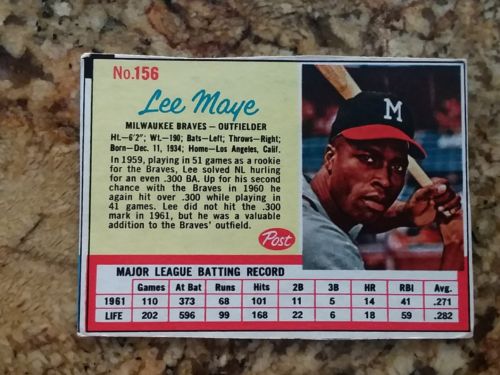 No.156
Lee Maye
MILWAUKEE BRAVES — OUTFIELDER
Ht.—6'2"; Wt.—190; Bats—Left; Throws—Right;
Born—Dec. 11, 1934; Home—Los Angeles, Calif.
In 1959, playing in 51 games as a rookie
for the Braves, Lee solved NL hurling
for an even .300 BA. Up for his second
chance with the Braves in 1960 he
again hit over .300 while playing in
41 games. Lee did not hit the .300
mark in 1961, but he was a valuable
addition to the Braves' outfield.
Post
M
MAJOR LEAGUE BATTING RECORD
Games At Bat Runs Hits 2B 3B HR RBI Avg.
1961 110 373 68 101 11 5 14 41 .271
LIFE 202 596 99 168 22 6 18 59 .282